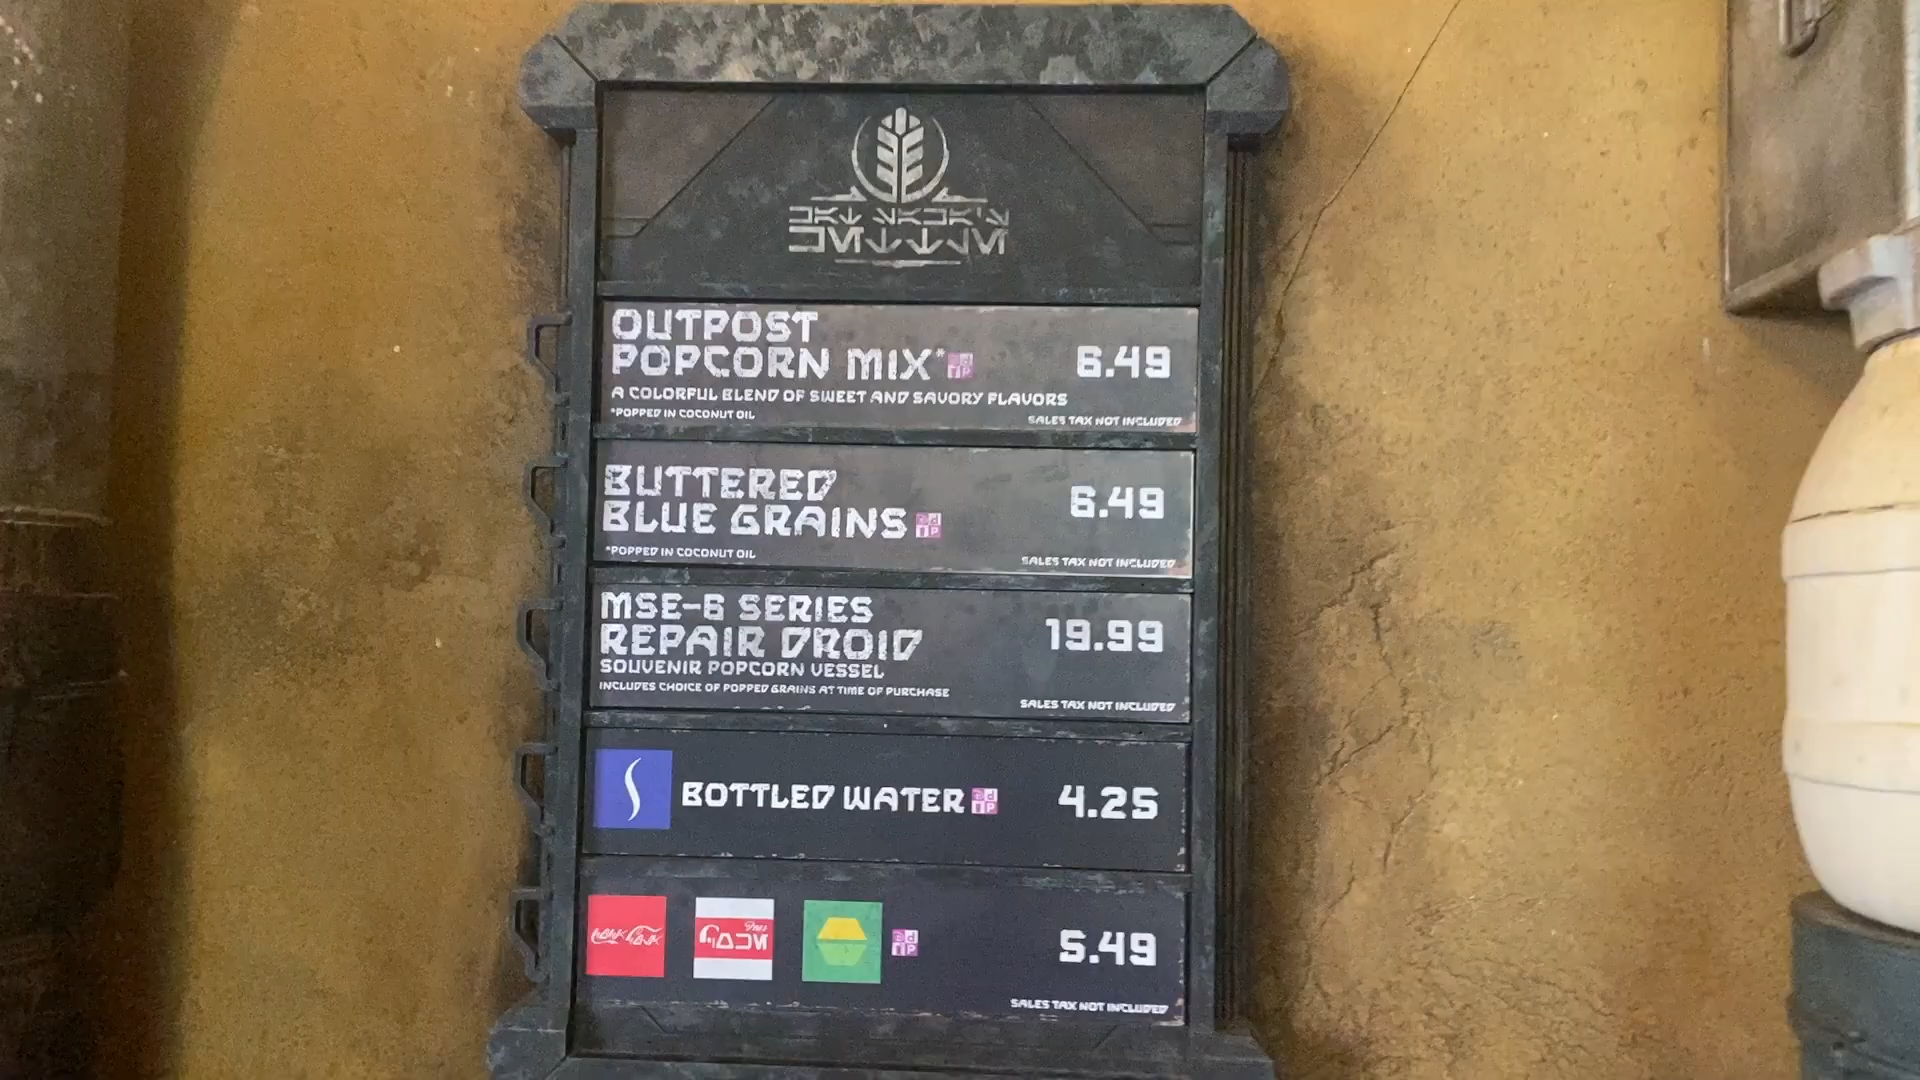 OUTPOST
POPCORN MIX* 6.49
A COLORFUL BLEND OF SWEET AND SAVORY FLAVORS
*POPPED IN COCONUT OIL
SALES TAX NOT INCLUDED
BUTTERED
BLUE GRAINS 6.49
*POPPED IN COCONUT OIL
SALES TAX NOT INCLUDED
MSE-6 SERIES
REPAIR DROID 19.99
SOUVENIR POPCORN VESSEL
INCLUDES CHOICE OF POPPED GRAINS AT TIME OF PURCHASE
SALES TAX NOT INCLUDED
BOTTLED WATER 4.25
5.49
SALES TAX NOT INCLUDED